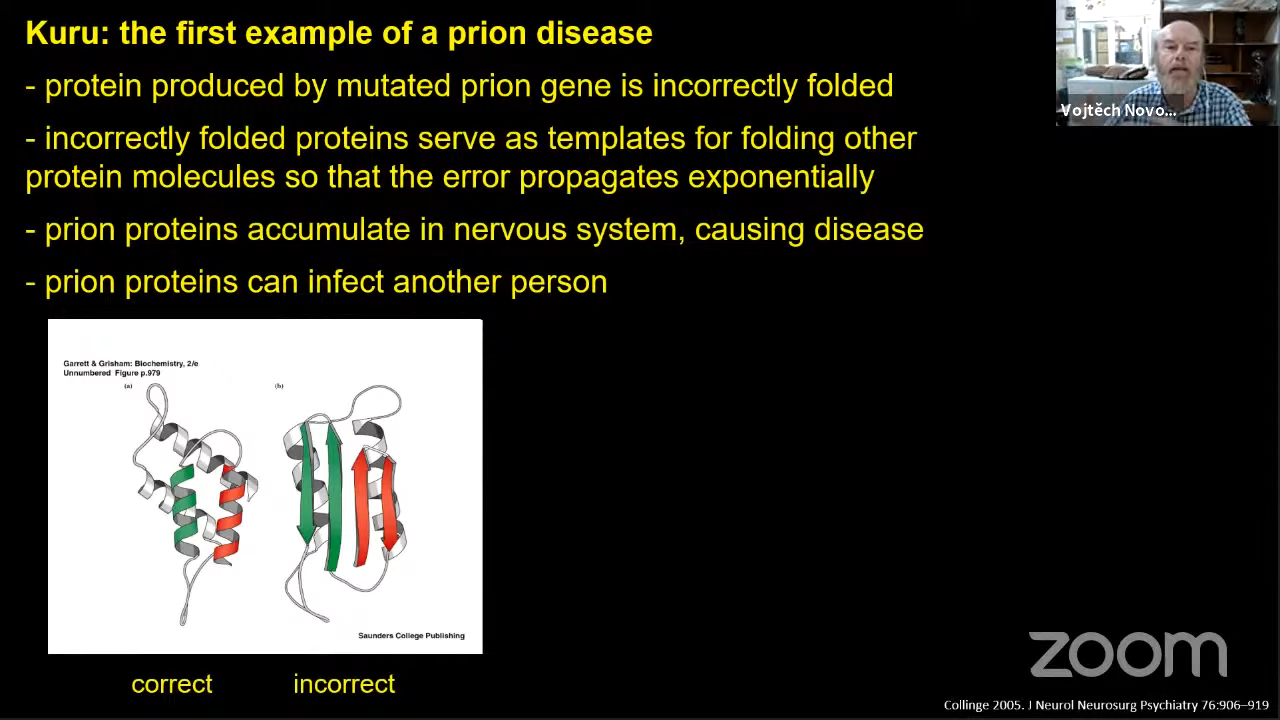 Kuru: the first example of a prion disease
- protein produced by mutated prion gene is incorrectly folded
- incorrectly folded proteins serve as templates for folding other
protein molecules so that the error propagates exponentially
- prion proteins accumulate in nervous system, causing disease
- prion proteins can infect another person
Vojtěch Novo...
Garrett & Grisham: Biochemistry, 2/e
Unnumbered Figure p.979
(a)
(b)
Saunders College Publishing
correct
incorrect
zoom
Collinge 2005. J Neurol Neurosurg Psychiatry 76:906–919